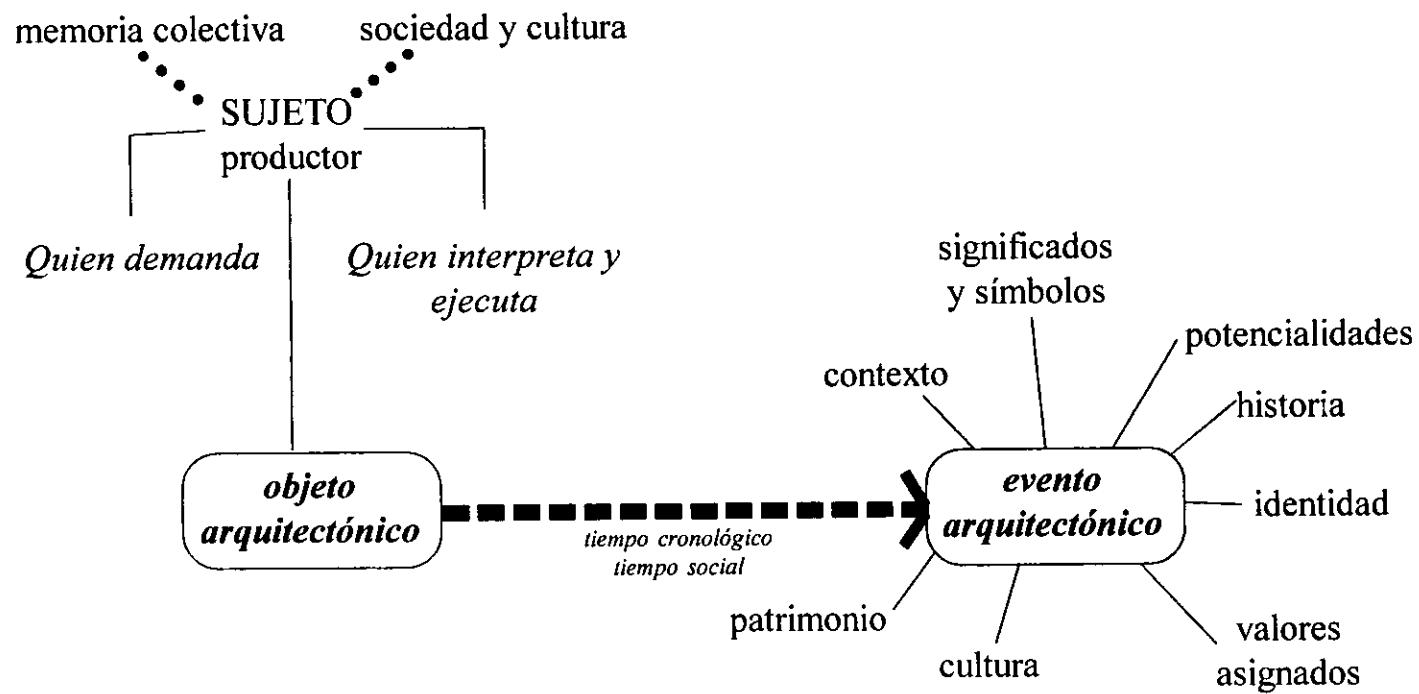 memoria colectiva
sociedad y cultura
SUJETO
productor
Quien demanda
Quien interpreta y
ejecuta
significados
y símbolos
potencialidades
contexto
historia
objeto
arquitectónico
tiempo cronológico
tiempo social
evento
arquitectónico
identidad
patrimonio
cultura
valores
asignados